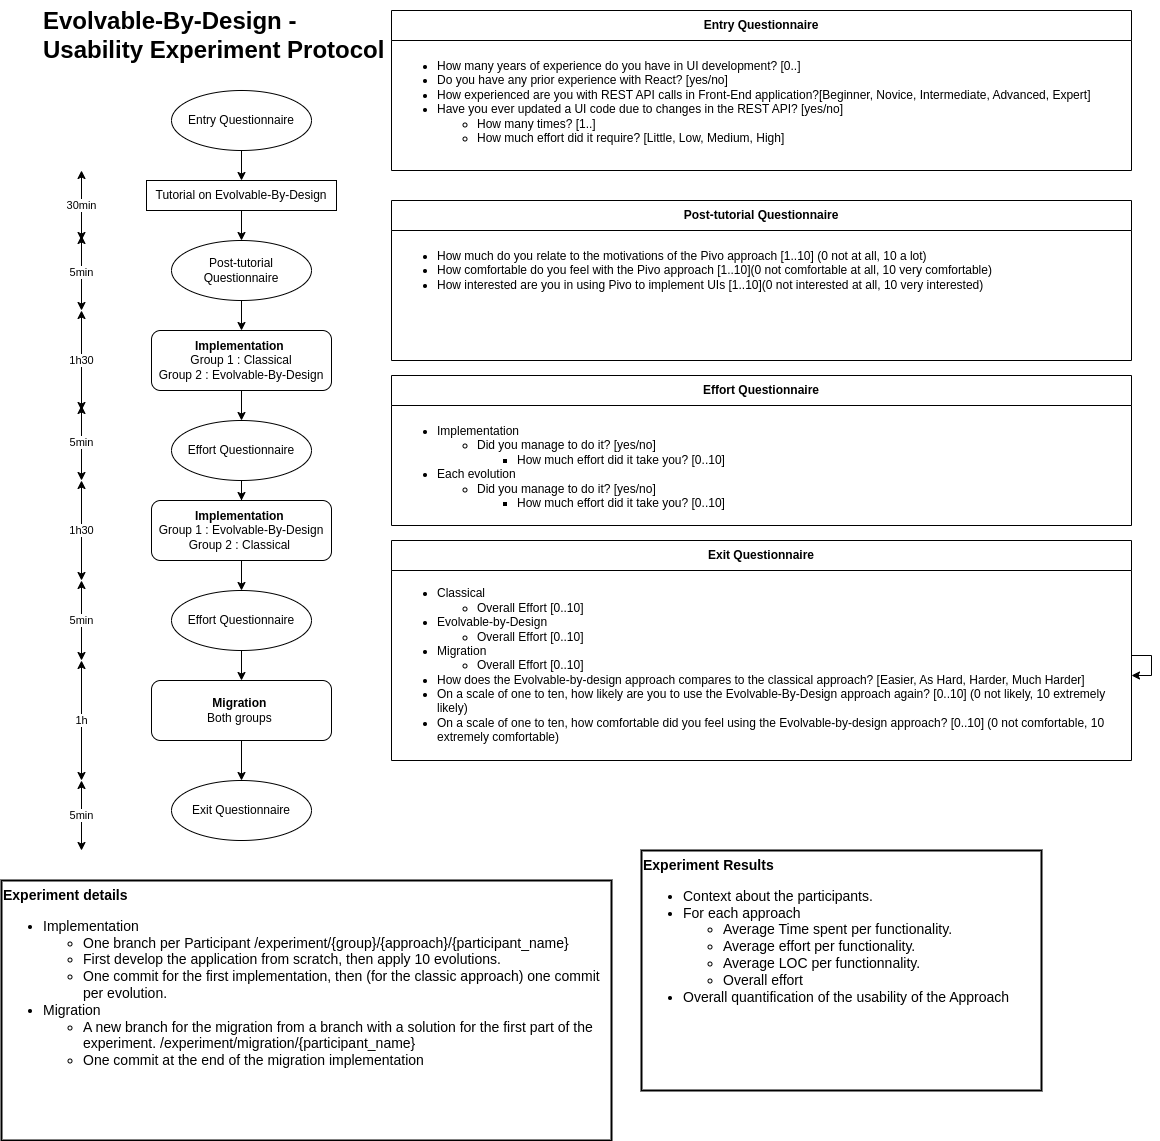 Evolvable-By-Design -
Usability Experiment Protocol
Entry Questionnaire
Tutorial on Evolvable-By-Design
30min
Post-tutorial
Questionnaire
5min
Implementation
Group 1 : Classical
Group 2 : Evolvable-By-Design
1h30
Effort Questionnaire
5min
Implementation
Group 1 : Evolvable-By-Design
Group 2 : Classical
1h30
Effort Questionnaire
5min
Migration
Both groups
1h
Exit Questionnaire
5min
Entry Questionnaire
How many years of experience do you have in UI development? [0..]
Do you have any prior experience with React? [yes/no]
How experienced are you with REST API calls in Front-End application?[Beginner, Novice, Intermediate, Advanced, Expert]
Have you ever updated a UI code due to changes in the REST API? [yes/no]
How many times? [1..]
How much effort did it require? [Little, Low, Medium, High]
Post-tutorial Questionnaire
How much do you relate to the motivations of the Pivo approach [1..10] (0 not at all, 10 a lot)
How comfortable do you feel with the Pivo approach [1..10](0 not comfortable at all, 10 very comfortable)
How interested are you in using Pivo to implement UIs [1..10](0 not interested at all, 10 very interested)
Effort Questionnaire
Implementation
Did you manage to do it? [yes/no]
How much effort did it take you? [0..10]
Each evolution
Did you manage to do it? [yes/no]
How much effort did it take you? [0..10]
Exit Questionnaire
Classical
Overall Effort [0..10]
Evolvable-by-Design
Overall Effort [0..10]
Migration
Overall Effort [0..10]
How does the Evolvable-by-design approach compares to the classical approach? [Easier, As Hard, Harder, Much Harder]
On a scale of one to ten, how likely are you to use the Evolvable-By-Design approach again? [0..10] (0 not likely, 10 extremely
likely)
On a scale of one to ten, how comfortable did you feel using the Evolvable-by-design approach? [0..10] (0 not comfortable, 10
extremely comfortable)
Experiment details
Implementation
One branch per Participant /experiment/{group}/{approach}/{participant_name}
First develop the application from scratch, then apply 10 evolutions.
One commit for the first implementation, then (for the classic approach) one commit
per evolution.
Migration
A new branch for the migration from a branch with a solution for the first part of the
experiment. /experiment/migration/{participant_name}
One commit at the end of the migration implementation
Experiment Results
Context about the participants.
For each approach
Average Time spent per functionality.
Average effort per functionality.
Average LOC per functionnality.
Overall effort
Overall quantification of the usability of the Approach